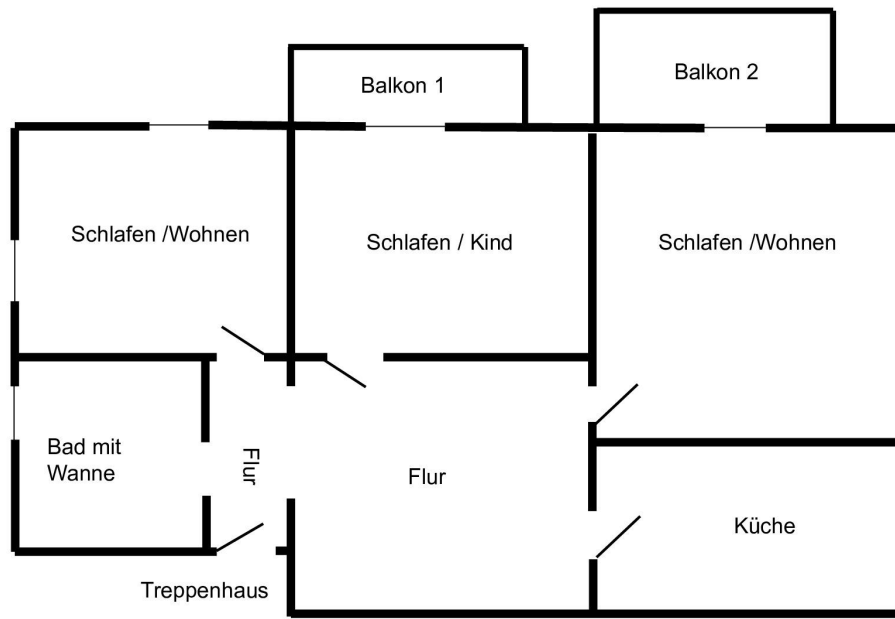 Balkon 1
Balkon 2
Schlafen /Wohnen
Schlafen / Kind
Schlafen /Wohnen
Bad mit
Wanne
Flur
Flur
Küche
Treppenhaus